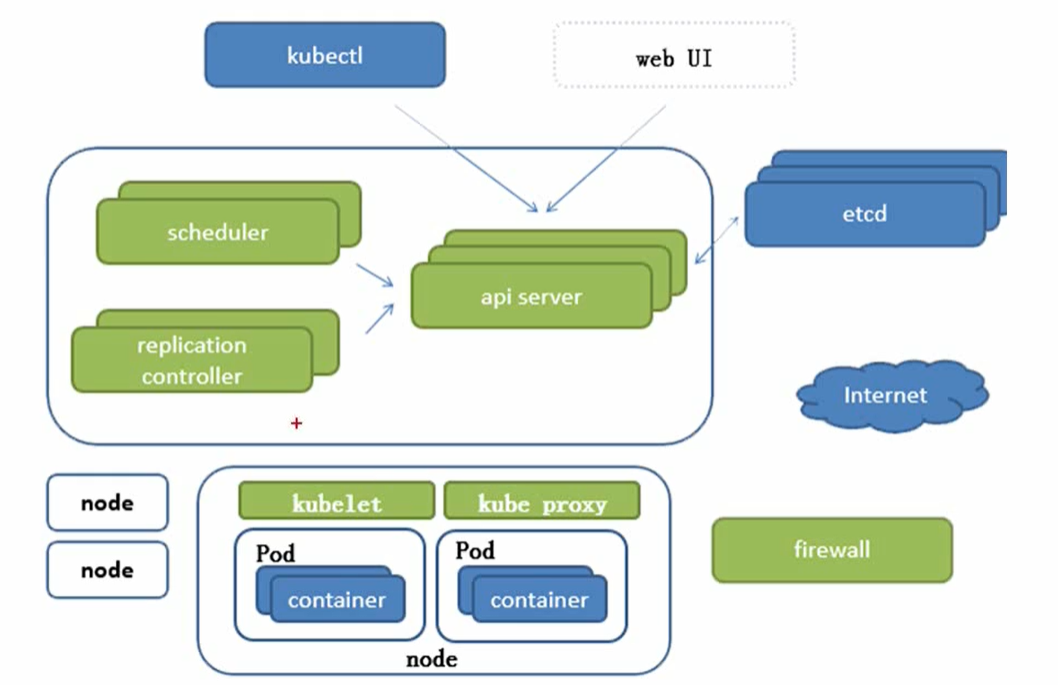 kubectl
web UI
scheduler
etcd
api server
replication
controller
Internet
node
kubelet
kube proxy
node
Pod
Pod
container
container
firewall
node